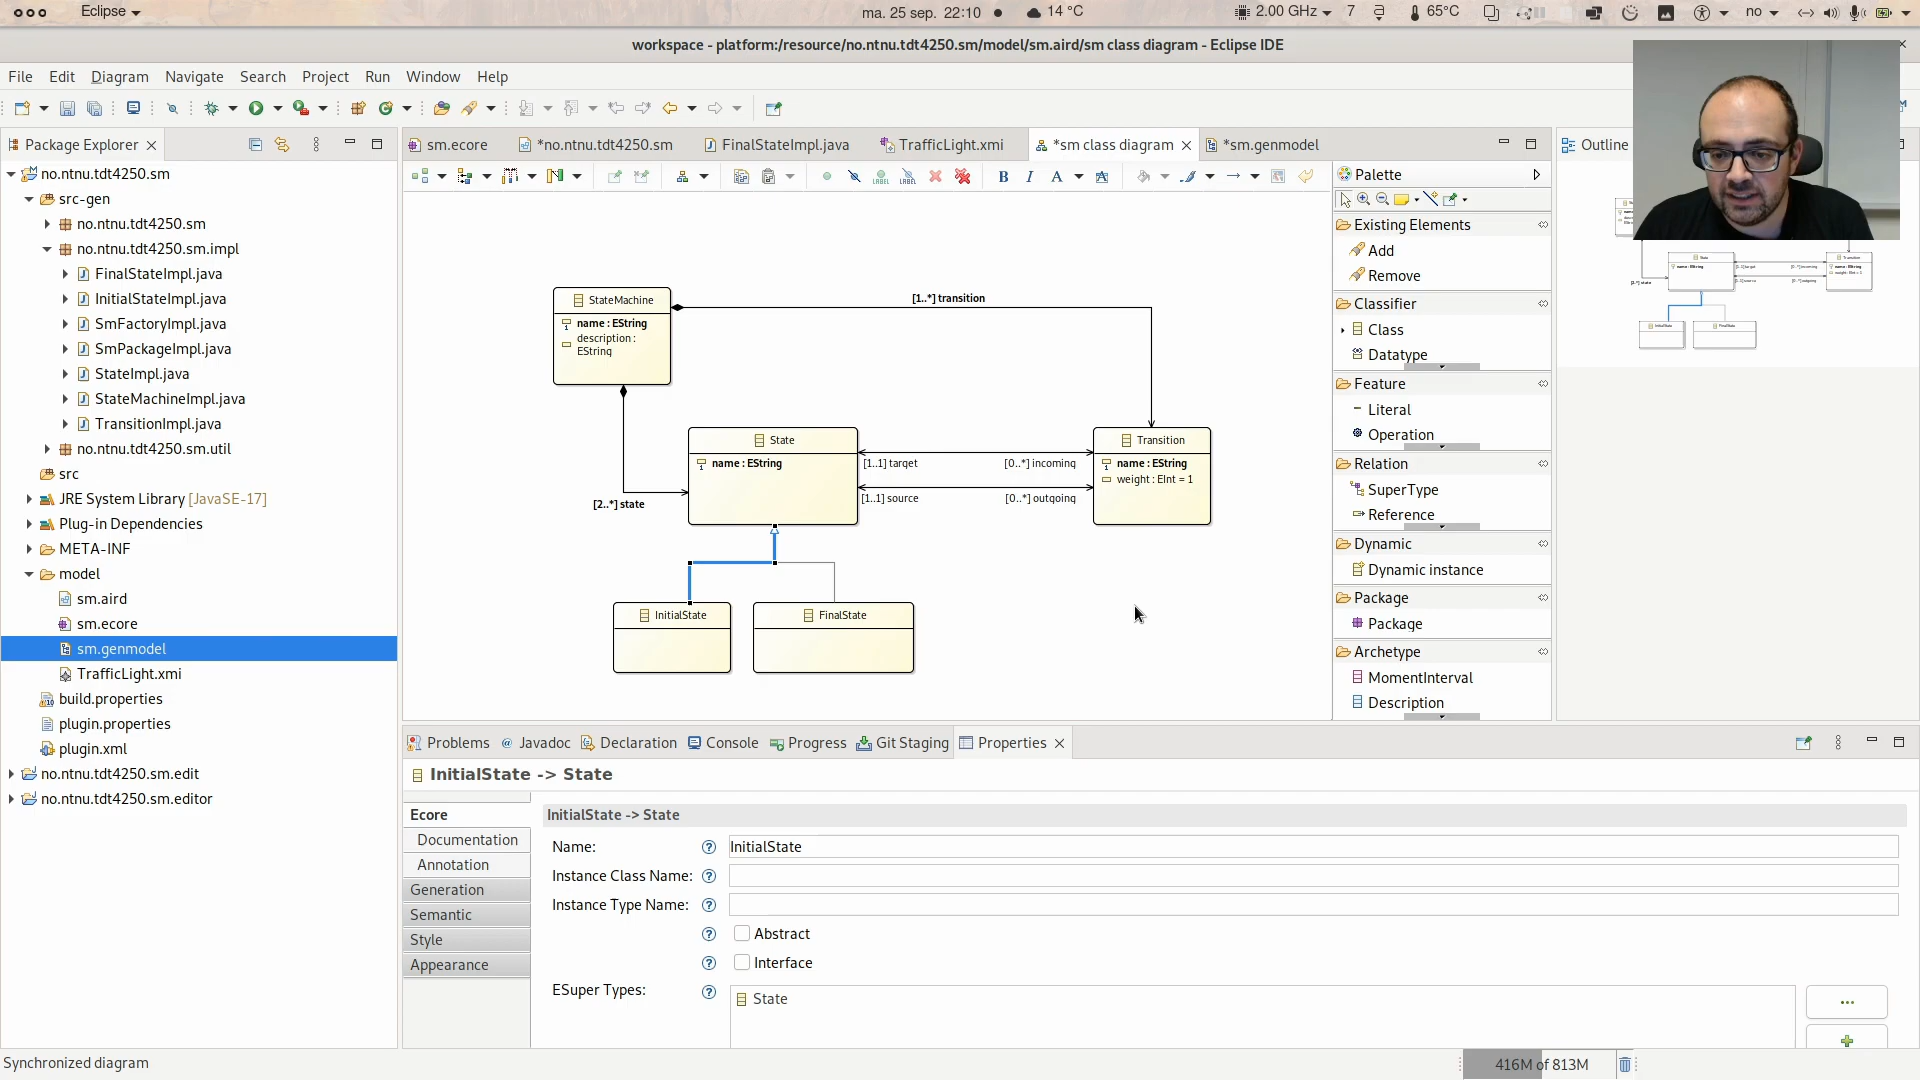 Eclipse
ma. 25 sep. 22:10
14 °C
2.00 GHz
7
65°C
no
workspace - platform:/resource/no.ntnu.tdt4250.sm/model/sm.aird/sm class diagram - Eclipse IDE
File Edit Diagram Navigate Search Project Run Window Help
Package Explorer
sm.ecore
*no.ntnu.tdt4250.sm
FinalStateImpl.java
TrafficLight.xmi
*sm class diagram
*sm.genmodel
Outline
no.ntnu.tdt4250.sm
src-gen
no.ntnu.tdt4250.sm
no.ntnu.tdt4250.sm.impl
FinalStateImpl.java
InitialStateImpl.java
SmFactoryImpl.java
SmPackageImpl.java
StateImpl.java
StateMachineImpl.java
TransitionImpl.java
no.ntnu.tdt4250.sm.util
src
JRE System Library [JavaSE-17]
Plug-in Dependencies
META-INF
model
sm.aird
sm.ecore
sm.genmodel
TrafficLight.xmi
build.properties
plugin.properties
plugin.xml
no.ntnu.tdt4250.sm.edit
no.ntnu.tdt4250.sm.editor
StateMachine
name : EString
description :
EString
[1..*] transition
[2..*] state
State
name : EString
[1..1] target
[0..*] incoming
[1..1] source
[0..*] outgoing
Transition
name : EString
weight : EInt = 1
InitialState
FinalState
Palette
Existing Elements
Add
Remove
Classifier
Class
Datatype
Feature
Literal
Operation
Relation
SuperType
Reference
Dynamic
Dynamic instance
Package
Package
Archetype
MomentInterval
Description
Problems
Javadoc
Declaration
Console
Progress
Git Staging
Properties
InitialState -> State
Ecore
Documentation
Annotation
Generation
Semantic
Style
Appearance
InitialState -> State
Name:
InitialState
Instance Class Name:
Instance Type Name:
Abstract
Interface
ESuper Types:
State
Synchronized diagram
416M of 813M